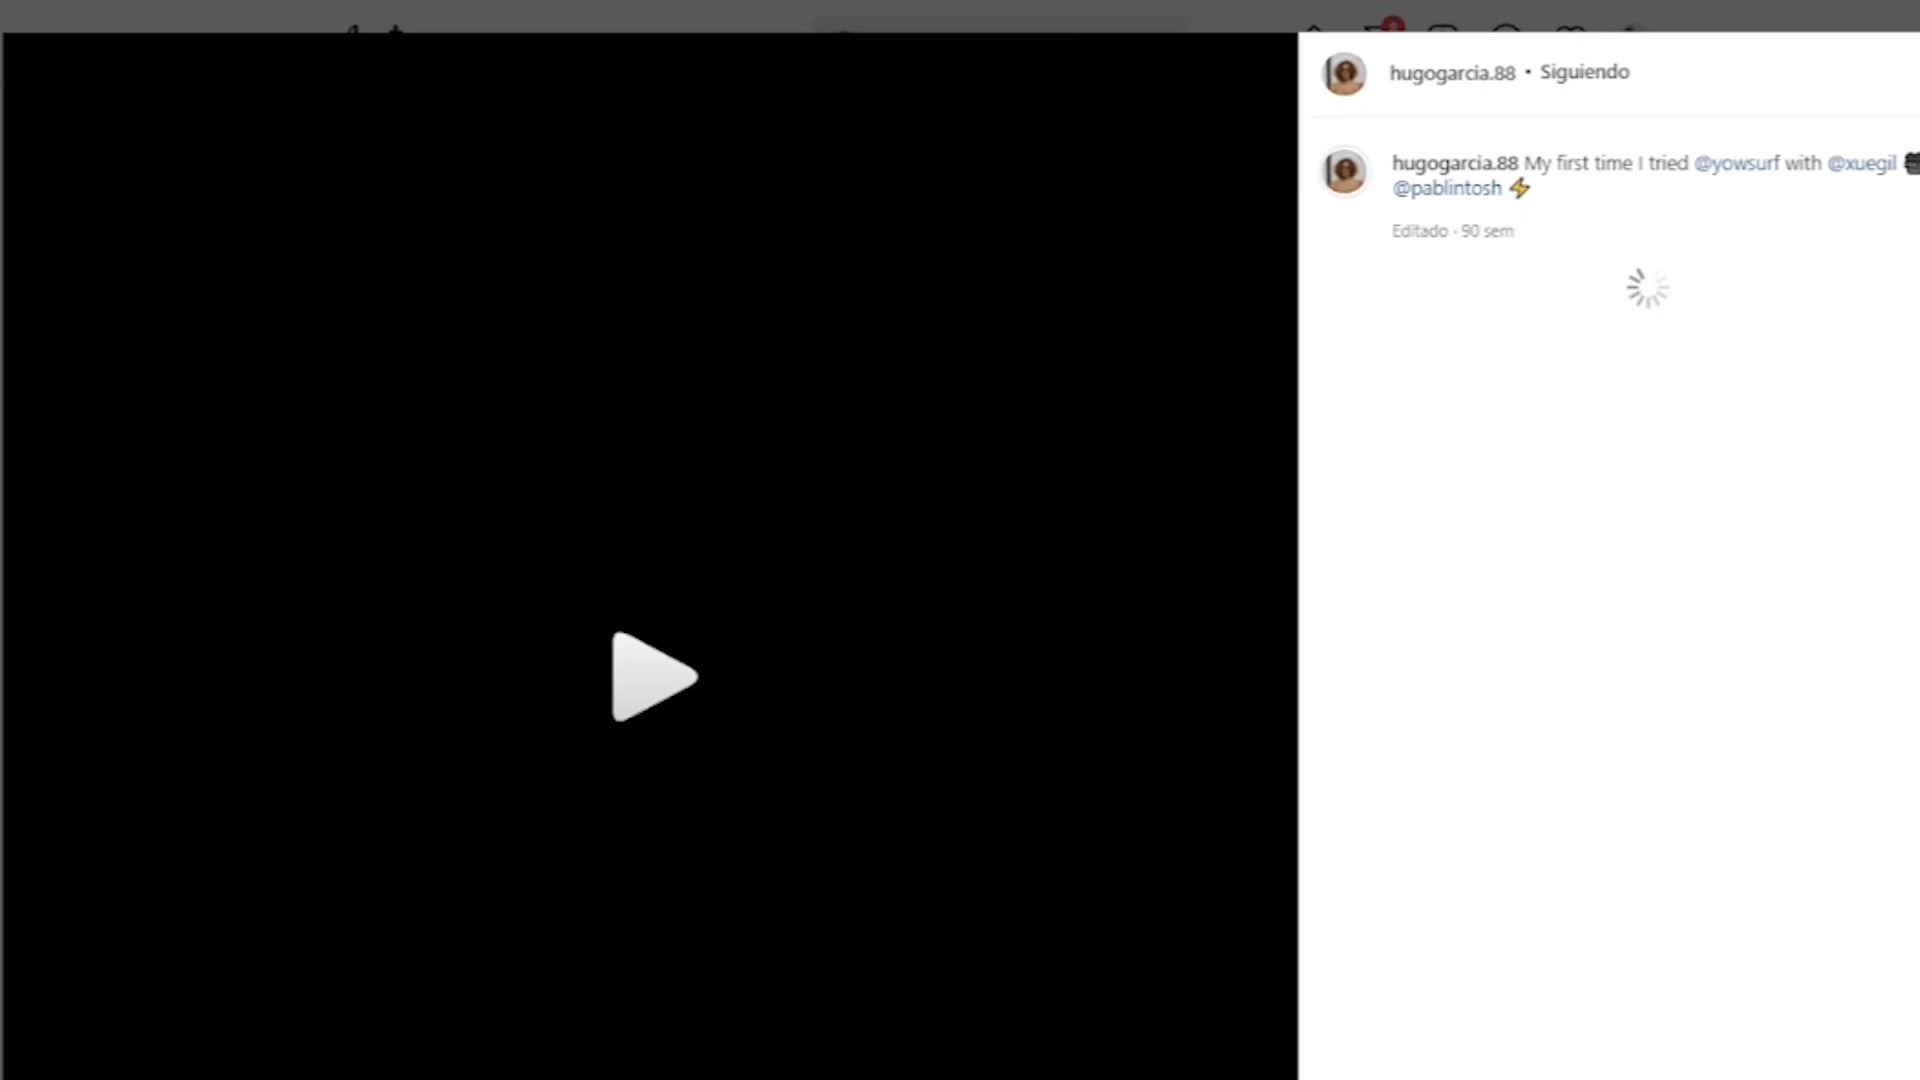 hugogarcia.88 • Siguiendo
hugogarcia.88 My first time I tried @yowsurf with @xuegil
@pablintosh ⚡
Editado · 90 sem